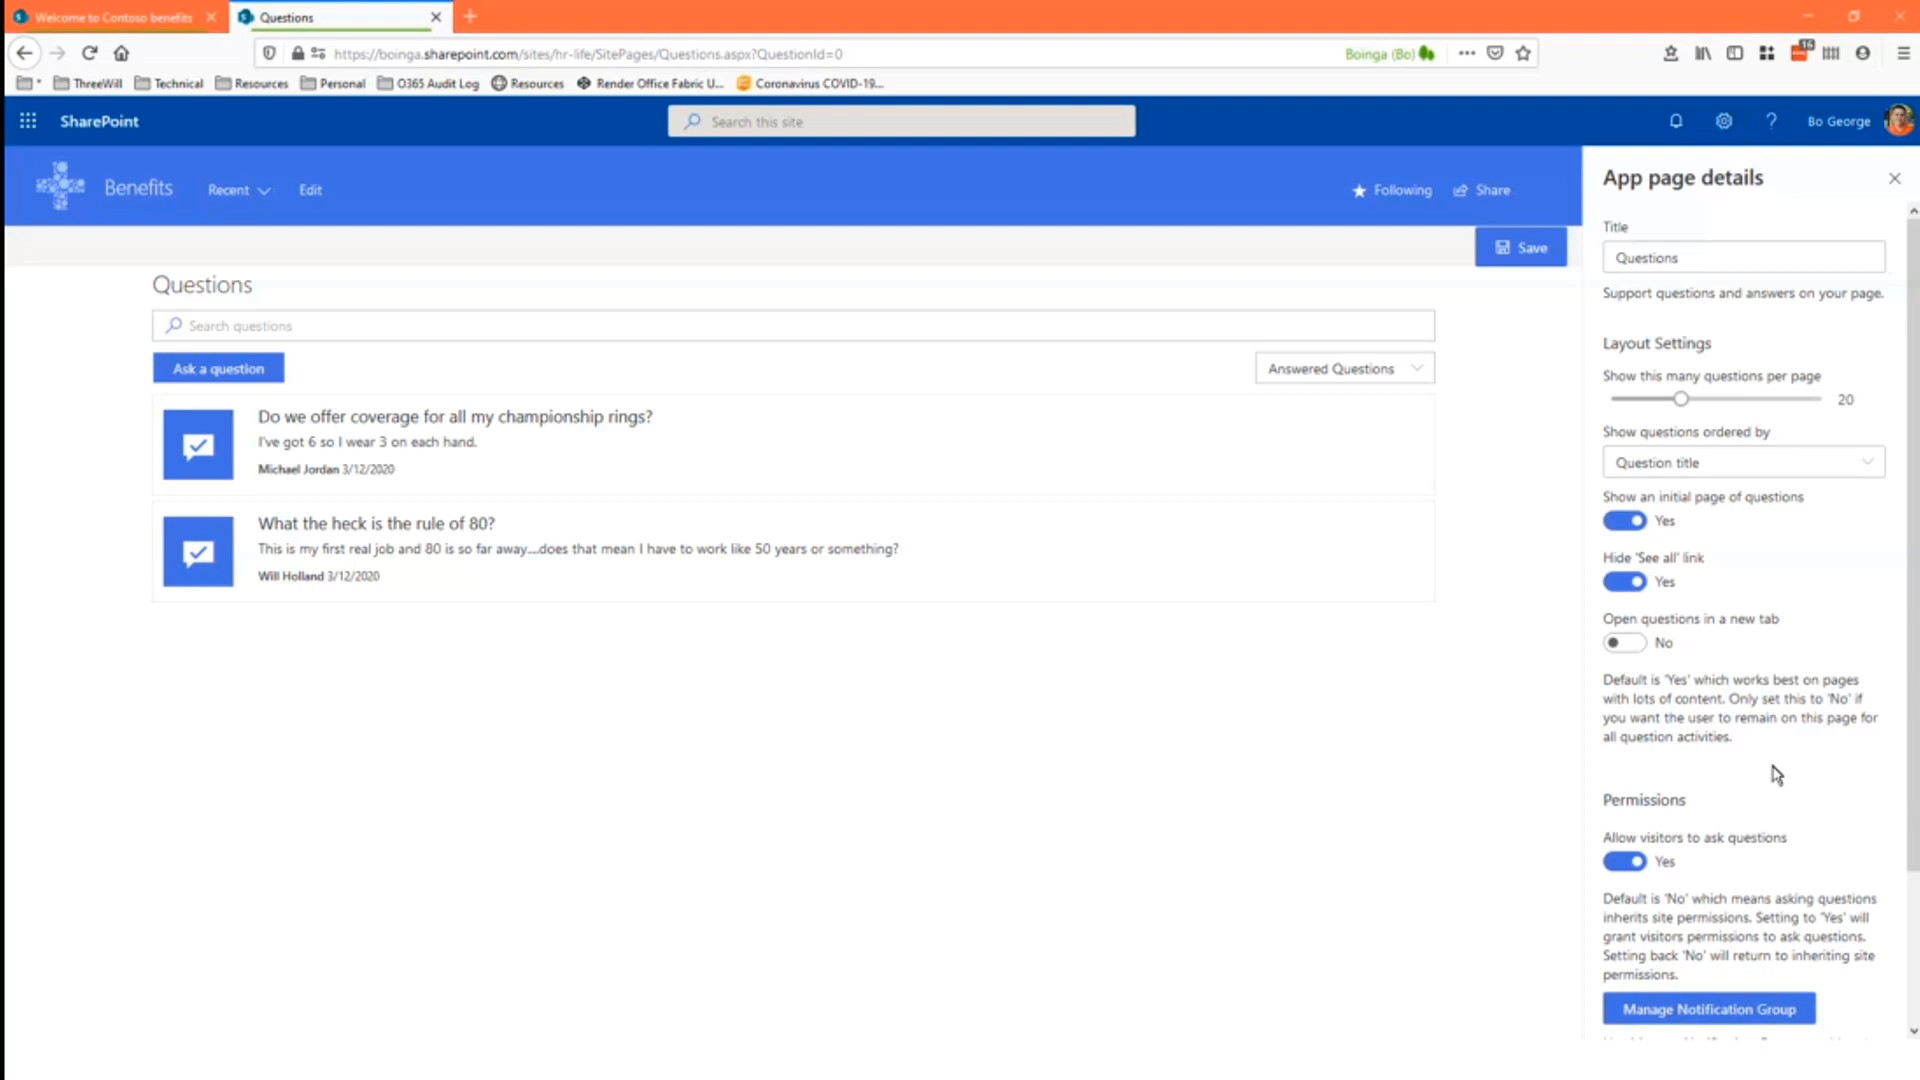 Welcome to Contoso benefits
Questions
https://boinga.sharepoint.com/sites/hr-life/SitePages/Questions.aspx?QuestionId=0
Boinga (Bo)
15
ThreeWill
Technical
Resources
Personal
O365 Audit Log
Resources
Render Office Fabric U...
Coronavirus COVID-19...
SharePoint
Search this site
Bo George
Benefits
Recent
Edit
Following
Share
Save
Questions
Search questions
Ask a question
Answered Questions
Do we offer coverage for all my championship rings?
I've got 6 so I wear 3 on each hand.
Michael Jordan 3/12/2020
What the heck is the rule of 80?
This is my first real job and 80 is so far away....does that mean I have to work like 50 years or something?
Will Holland 3/12/2020
App page details
Title
Questions
Support questions and answers on your page.
Layout Settings
Show this many questions per page
20
Show questions ordered by
Question title
Show an initial page of questions
Yes
Hide 'See all' link
Yes
Open questions in a new tab
No
Default is 'Yes' which works best on pages
with lots of content. Only set this to 'No' if
you want the user to remain on this page for
all question activities.
Permissions
Allow visitors to ask questions
Yes
Default is 'No' which means asking questions
inherits site permissions. Setting to 'Yes' will
grant visitors permissions to ask questions.
Setting back 'No' will return to inheriting site
permissions.
Manage Notification Group